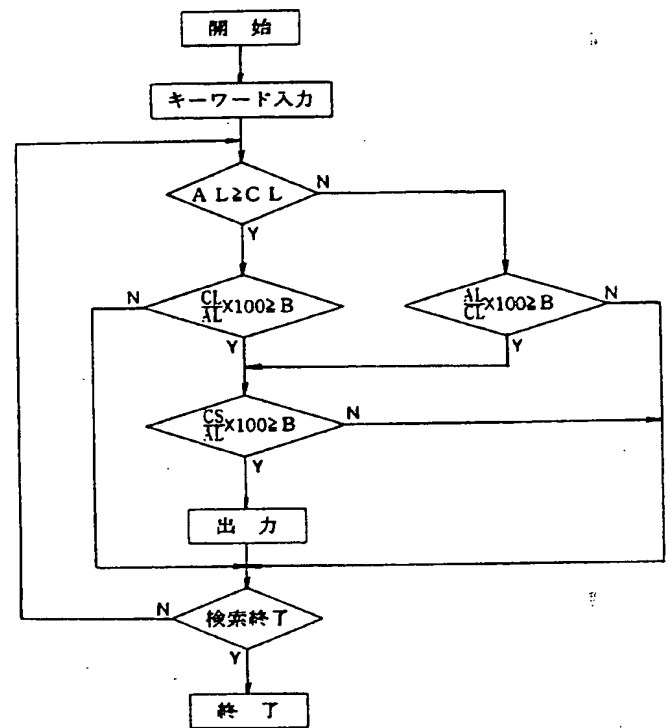 開 始
キーワード入力
AL≧CL
N
Y
CL/AL×100≧B
N
Y
AL/CL×100≧B
N
Y
CS/AL×100≧B
N
Y
出 力
検索終了
N
Y
終 了